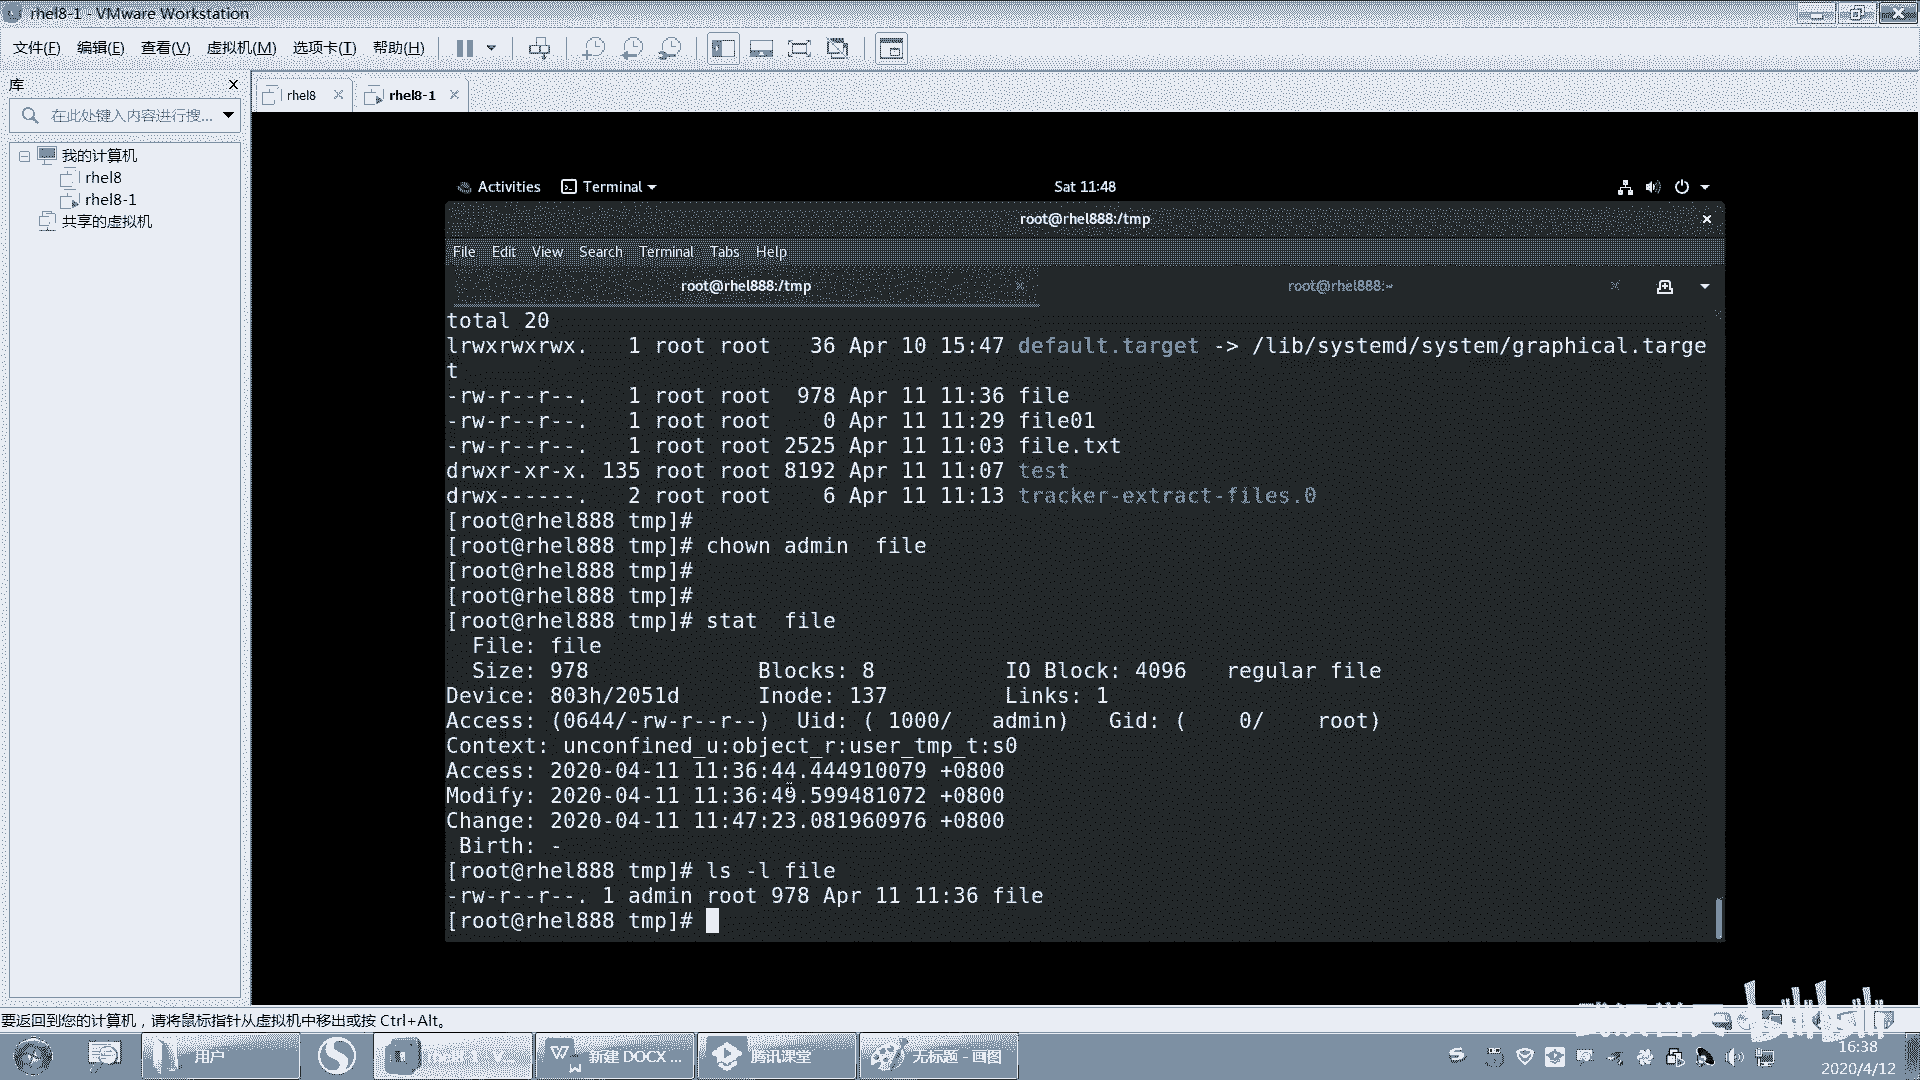 rhel8-1 - VMware Workstation
文件(F) 编辑(E) 查看(V) 虚拟机(M) 选项卡(T) 帮助(H)
库
在此处键入内容进行搜...
我的计算机
rhel8
rhel8-1
共享的虚拟机
rhel8 rhel8-1
Activities Terminal Sat 11:48
root@rhel888:/tmp
File Edit View Search Terminal Tabs Help
root@rhel888:/tmp root@rhel888:~
total 20
lrwxrwxrwx. 1 root root 36 Apr 10 15:47 default.target -> /lib/systemd/system/graphical.targe
t
-rw-r--r--. 1 root root 978 Apr 11 11:36 file
-rw-r--r--. 1 root root 0 Apr 11 11:29 file01
-rw-r--r--. 1 root root 2525 Apr 11 11:03 file.txt
drwxr-xr-x. 135 root root 8192 Apr 11 11:07 test
drwx------. 2 root root 6 Apr 11 11:13 tracker-extract-files.0
[root@rhel888 tmp]#
[root@rhel888 tmp]# chown admin  file
[root@rhel888 tmp]#
[root@rhel888 tmp]#
[root@rhel888 tmp]# stat  file
File: file
Size: 978 Blocks: 8 IO Block: 4096 regular file
Device: 803h/2051d Inode: 137 Links: 1
Access: (0644/-rw-r--r--) Uid: ( 1000/ admin) Gid: ( 0/ root)
Context: unconfined_u:object_r:user_tmp_t:s0
Access: 2020-04-11 11:36:44.444910079 +0800
Modify: 2020-04-11 11:36:49.599481072 +0800
Change: 2020-04-11 11:47:23.081960976 +0800
Birth: -
[root@rhel888 tmp]# ls -l file
-rw-r--r--. 1 admin root 978 Apr 11 11:36 file
[root@rhel888 tmp]#
要返回到您的计算机，请将鼠标指针从虚拟机中移出或按 Ctrl+Alt。
bilibili
用户 rhel8-1 - V... 新建 DOCX ... 腾讯课堂 无标题 - 画图
16:38
2020/4/12